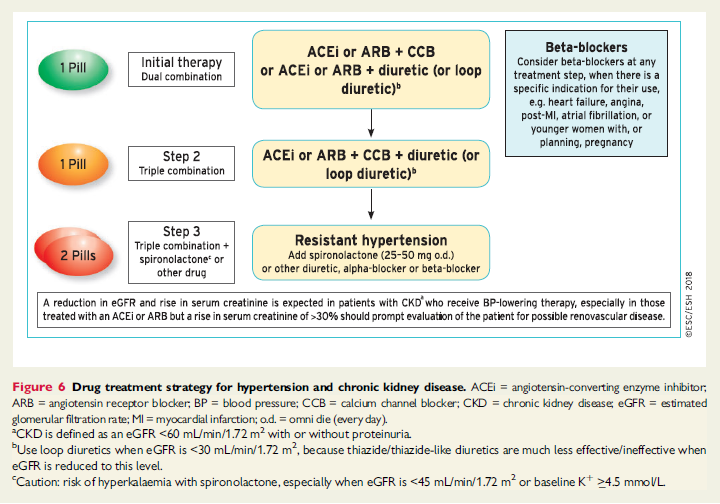 1 Pill
Initial therapy
Dual combination
ACEi or ARB + CCB
or ACEi or ARB + diuretic (or loop
diuretic)ᵇ
Beta-blockers
Consider beta-blockers at any
treatment step, when there is a
specific indication for their use,
e.g. heart failure, angina,
post-MI, atrial fibrillation, or
younger women with, or
planning, pregnancy
1 Pill
Step 2
Triple combination
ACEi or ARB + CCB + diuretic (or
loop diuretic)ᵇ
2 Pills
Step 3
Triple combination +
spironolactoneᶜ or
other drug
Resistant hypertension
Add spironolactone (25–50 mg o.d.)
or other diuretic, alpha-blocker or beta-blocker
A reduction in eGFR and rise in serum creatinine is expected in patients with CKDᵃ who receive BP-lowering therapy, especially in those
treated with an ACEi or ARB but a rise in serum creatinine of >30% should prompt evaluation of the patient for possible renovascular disease.
©ESC/ESH 2018
Figure 6 Drug treatment strategy for hypertension and chronic kidney disease. ACEi = angiotensin-converting enzyme inhibitor;
ARB = angiotensin receptor blocker; BP = blood pressure; CCB = calcium channel blocker; CKD = chronic kidney disease; eGFR = estimated
glomerular filtration rate; MI = myocardial infarction; o.d. = omni die (every day).
ᵃCKD is defined as an eGFR <60 mL/min/1.72 m² with or without proteinuria.
ᵇUse loop diuretics when eGFR is <30 mL/min/1.72 m², because thiazide/thiazide-like diuretics are much less effective/ineffective when
eGFR is reduced to this level.
ᶜCaution: risk of hyperkalaemia with spironolactone, especially when eGFR is <45 mL/min/1.72 m² or baseline K⁺ ≥4.5 mmol/L.